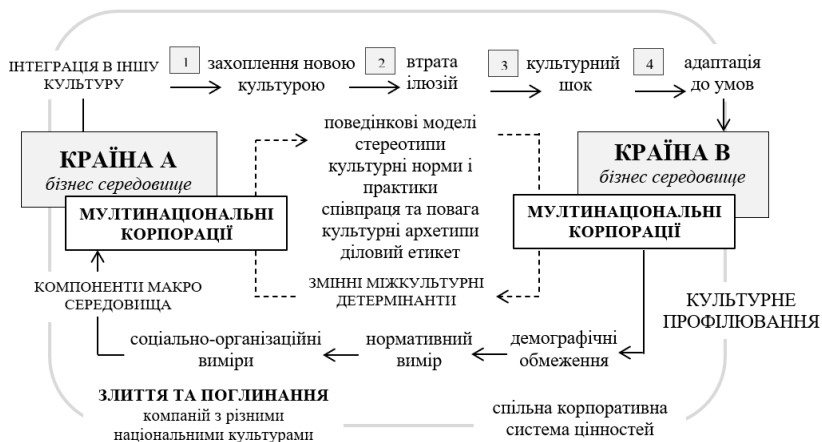 ІНТЕГРАЦІЯ В ІНШУ
КУЛЬТУРУ
1
захоплення новою
культурою
2
втрата
ілюзій
3
культурний
шок
4
адаптація
до умов
КРАЇНА А
бізнес середовище
МУЛТИНАЦІОНАЛЬНІ
КОРПОРАЦІЇ
поведінкові моделі
стереотипи
культурні норми і
практики
співпраця та повага
культурні архетипи
діловий етикет
КРАЇНА В
бізнес середовище
МУЛТИНАЦІОНАЛЬНІ
КОРПОРАЦІЇ
КОМПОНЕНТИ МАКРО
СЕРЕДОВИЩА
ЗМІННІ МІЖКУЛЬТУРНІ
ДЕТЕРМІНАНТИ
КУЛЬТУРНЕ
ПРОФІЛЮВАННЯ
соціально-організаційні
виміри
нормативний
вимір
демографічні
обмеження
ЗЛИТТЯ ТА ПОГЛИНАННЯ
компаній з різними
національними культурами
спільна корпоративна
система цінностей